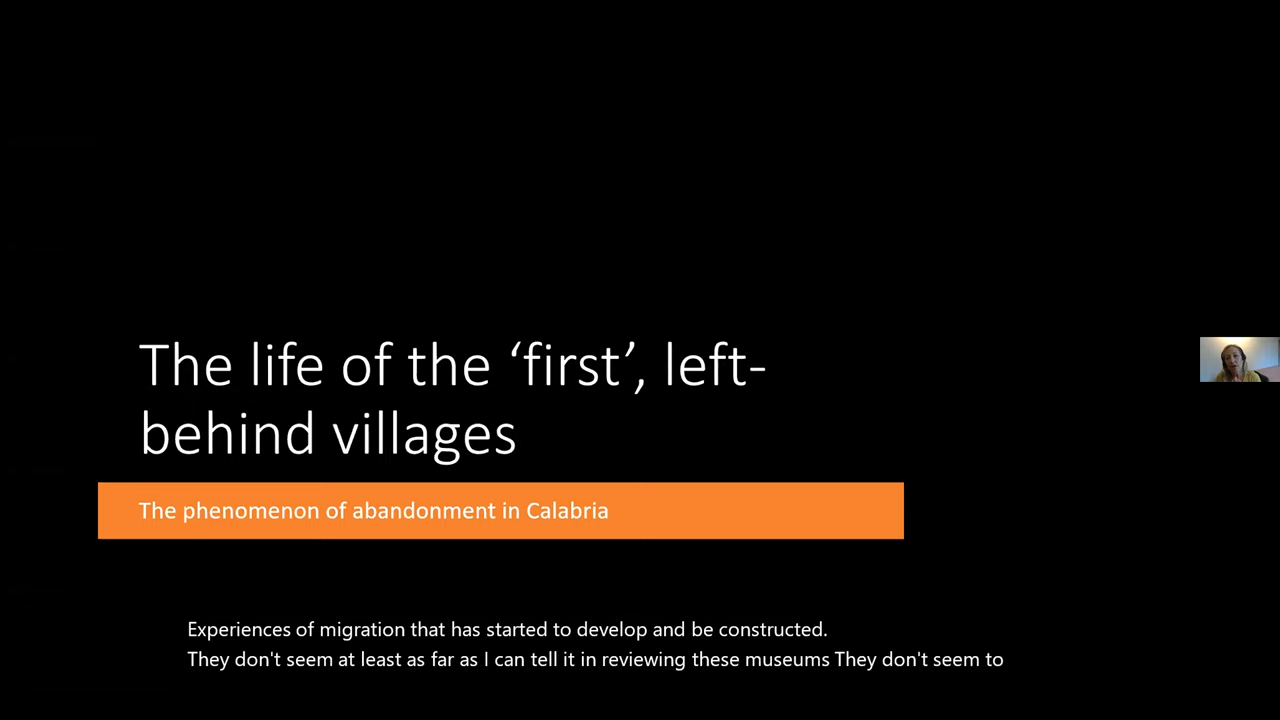 The life of the ‘first’, left-
behind villages
The phenomenon of abandonment in Calabria
Experiences of migration that has started to develop and be constructed.
They don't seem at least as far as I can tell it in reviewing these museums They don't seem to